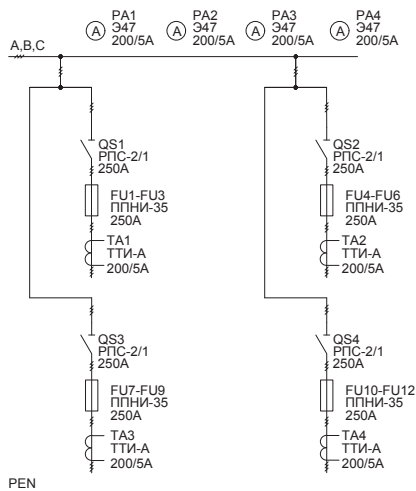 PA1
Э47
200/5А
A
PA2
Э47
200/5А
A
PA3
Э47
200/5А
A
PA4
Э47
200/5А
A
A,B,C
QS1
РПС-2/1
250А
FU1-FU3
ППНИ-35
250А
TA1
ТТИ-А
200/5А
QS2
РПС-2/1
250А
FU4-FU6
ППНИ-35
250А
TA2
ТТИ-А
200/5А
QS3
РПС-2/1
250А
FU7-FU9
ППНИ-35
250А
TA3
ТТИ-А
200/5А
QS4
РПС-2/1
250А
FU10-FU12
ППНИ-35
250А
TA4
ТТИ-А
200/5А
PEN